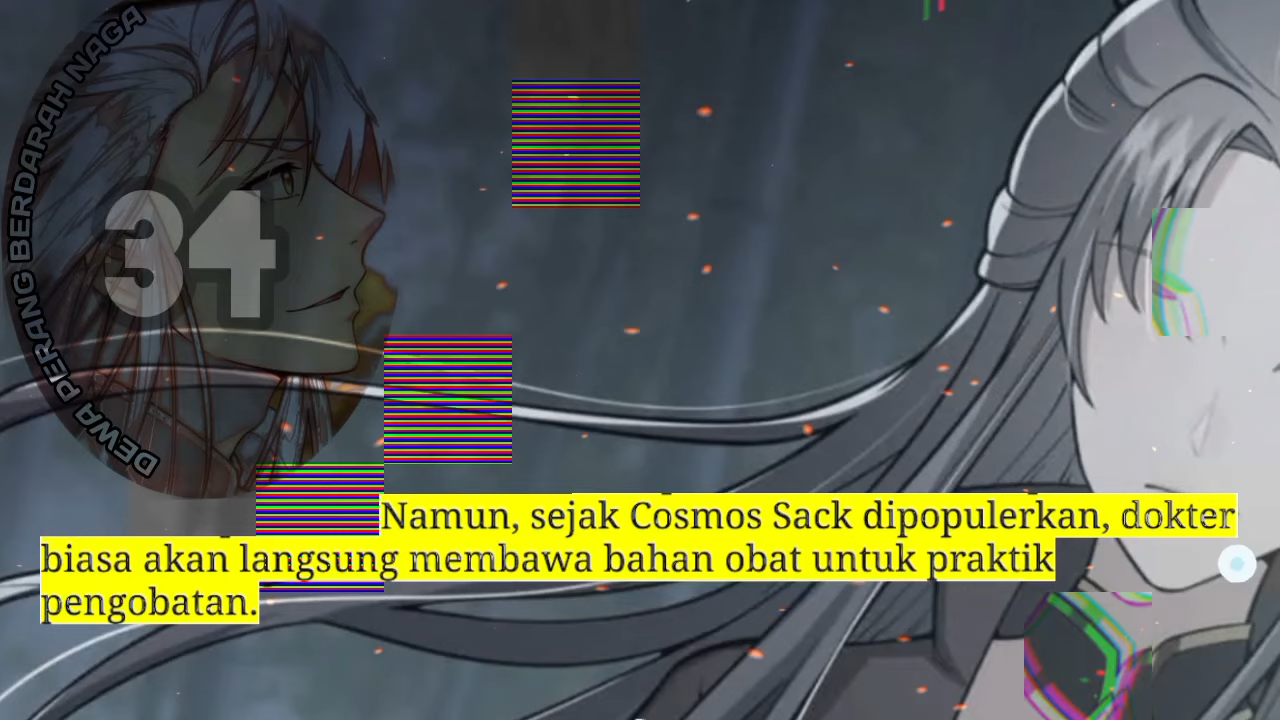 DEWA PERANG BERDARAH NAGA
34
Namun, sejak Cosmos Sack dipopulerkan, dokter
biasa akan langsung membawa bahan obat untuk praktik
pengobatan.